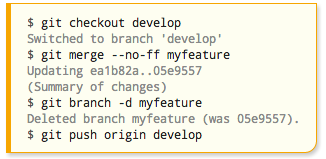 $ git checkout develop
Switched to branch 'develop'
$ git merge --no-ff myfeature
Updating ea1b82a..05e9557
(Summary of changes)
$ git branch -d myfeature
Deleted branch myfeature (was 05e9557).
$ git push origin develop